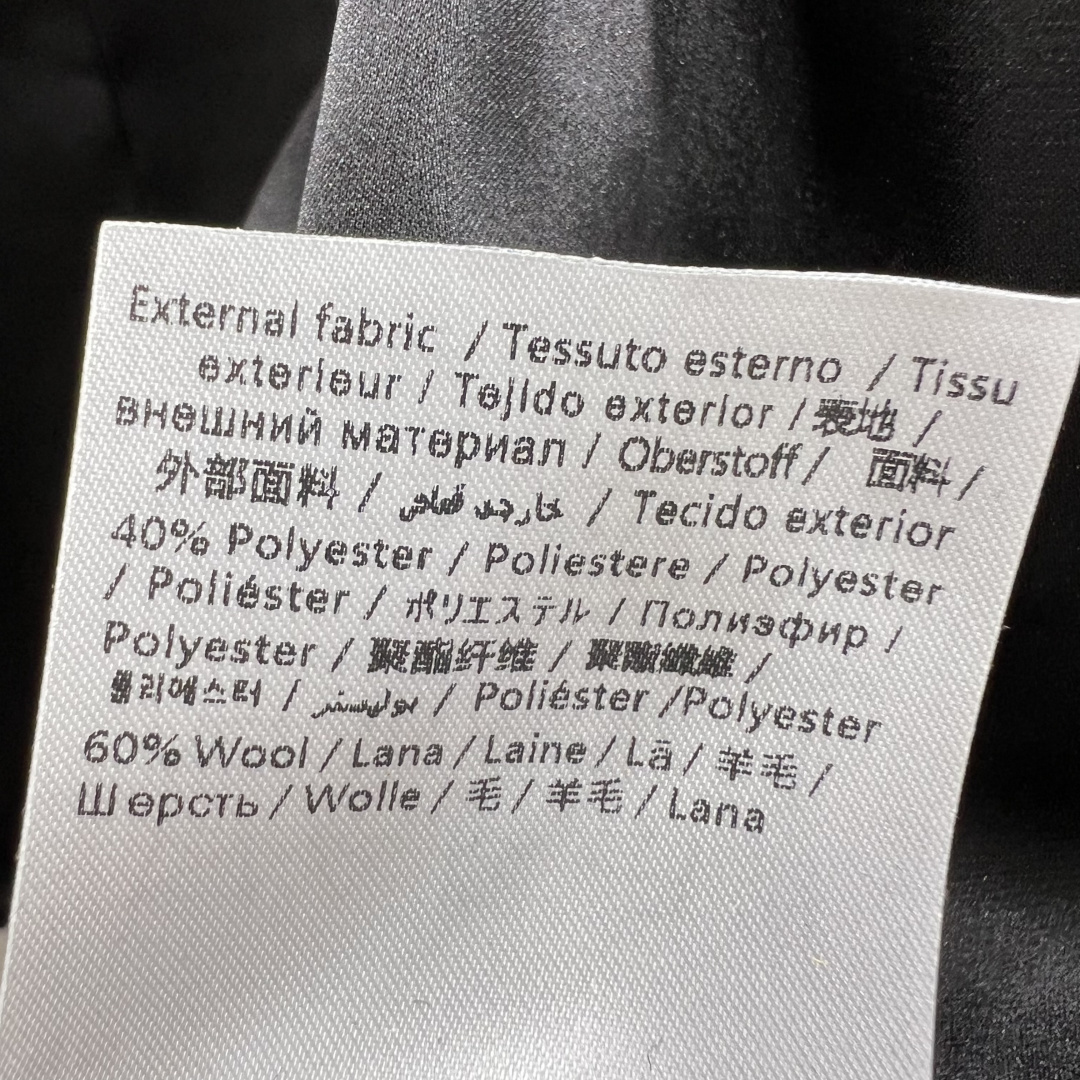 External fabric / Tessuto esterno / Tissu
exterieur / Tejido exterior / 表地 /
внешний материал / Oberstoff / 面料 /
外部面料 / / Tecido exterior
40% Polyester / Poliestere / Polyester
/ Poliéster / ポリエステル / Полиэфир /
Polyester / 聚酯纤维 / 聚酯纖維 /
폴리에스터 / بوليستر / Poliéster /Polyester
60% Wool / Lana / Laine / Lã / 羊毛 /
Шерсть / Wolle / 毛 / 羊毛 / Lana